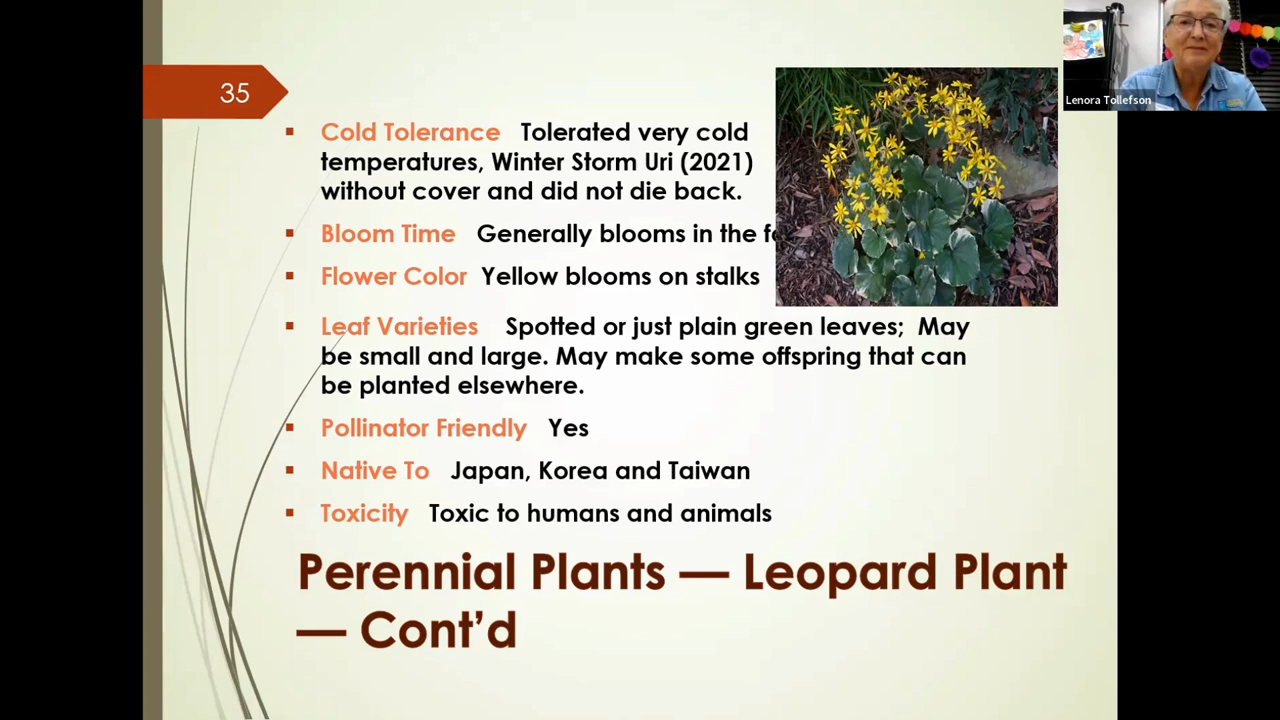 35
Cold Tolerance Tolerated very cold
temperatures, Winter Storm Uri (2021)
without cover and did not die back.
Bloom Time Generally blooms in the
Flower Color Yellow blooms on stalks
Leaf Varieties Spotted or just plain green leaves; May
be small and large. May make some offspring that can
be planted elsewhere.
Pollinator Friendly Yes
Native To Japan, Korea and Taiwan
Toxicity Toxic to humans and animals
Perennial Plants — Leopard Plant
— Cont’d
Lenora Tollefson